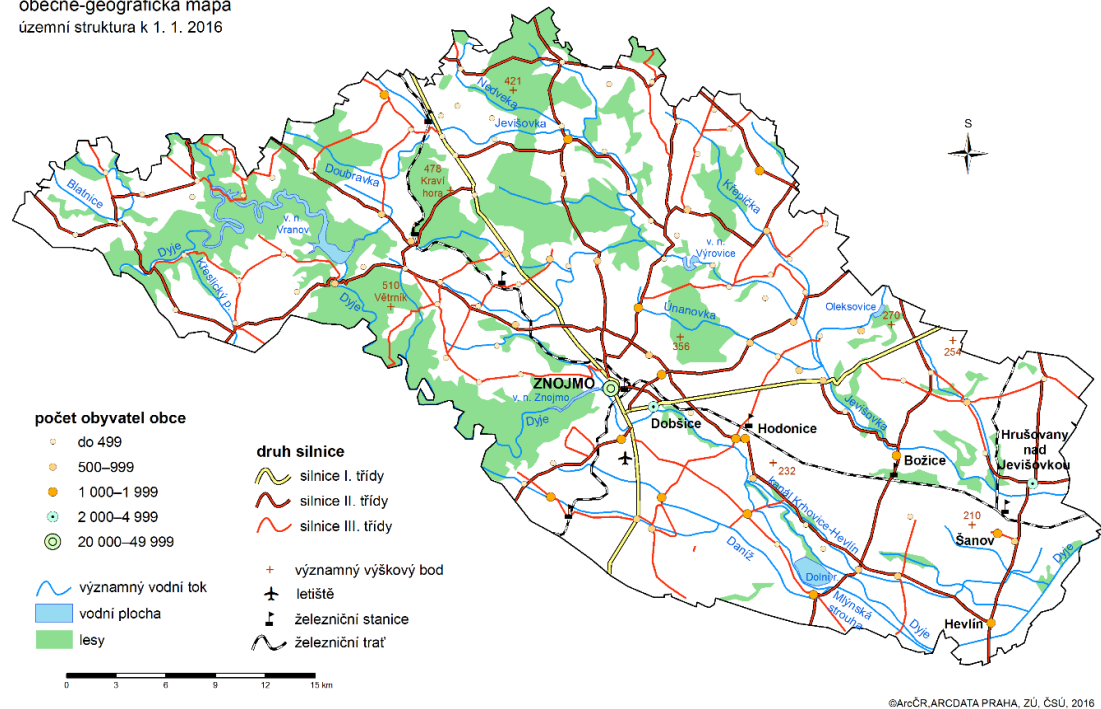 obecně-geografická mapa
územní struktura k 1. 1. 2016
421
Nedveka
Jevišovka
S
478
Kraví
hora
Doubravka
Blatnice
Křepička
v. n.
Vranov
Dyje
v. n.
Výrovice
Křeslický p.
510
Větrník
Dyje
Únanovka
Oleksovice
270
356
254
ZNOJMO
v. n. Znojmo
Dyje
Dobšice
Hodonice
Jevišovka
Hrušovany
nad
Jevišovkou
Božice
232
kanál Krhovice-Hevlín
210
Šanov
Daníž
Dyje
Dolní r.
Mlýnská
strouha
Dyje
Hevlín
počet obyvatel obce
do 499
500–999
1 000–1 999
2 000–4 999
20 000–49 999
druh silnice
silnice I. třídy
silnice II. třídy
silnice III. třídy
významný vodní tok
vodní plocha
lesy
významný výškový bod
letiště
železniční stanice
železniční trať
0 3 6 9 12 15 km
©ArcČR,ARCDATA PRAHA, ZÚ, ČSÚ, 2016